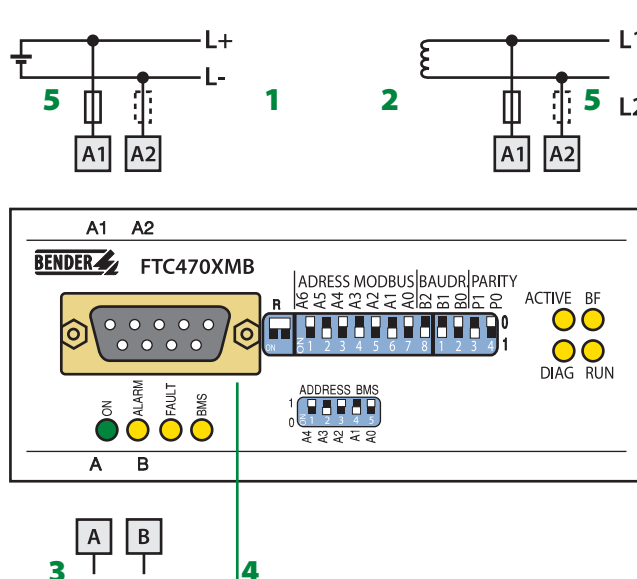 L+
L-
5
1
2
5
L1
L2
A1
A2
A1
A2
A1 A2
BENDER
FTC470XMB
ADRESS MODBUS BAUDR. PARITY
R
A6 A5 A4 A3 A2 A1 A0 B2 B1 B0 P1 P0
0
1
ON
ON 1 2 3 4 5 6 7 8 1 2 3 4
ACTIVE BF
DIAG RUN
ADDRESS BMS
1
0
ON 1 2 3 4 5
A4 A3 A2 A1 A0
ON ALARM FAULT BMS
A B
A B
3
4